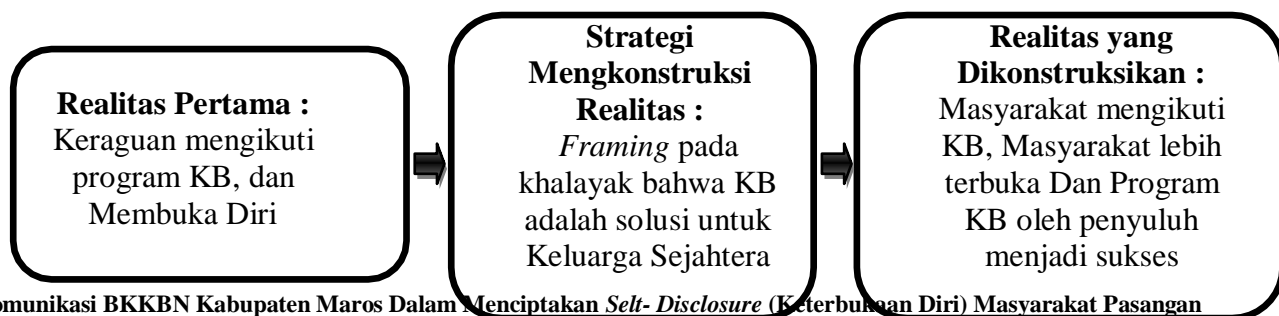 Realitas Pertama :
Keraguan mengikuti
program KB, dan
Membuka Diri
Strategi
Mengkonstruksi
Realitas :
Framing pada
khalayak bahwa KB
adalah solusi untuk
Keluarga Sejahtera
Realitas yang
Dikonstruksikan :
Masyarakat mengikuti
KB, Masyarakat lebih
terbuka Dan Program
KB oleh penyuluh
menjadi sukses
omunikasi BKKBN Kabupaten Maros Dalam Menciptakan Selt- Disclosure (Keterbukaan Diri) Masyarakat Pasangan